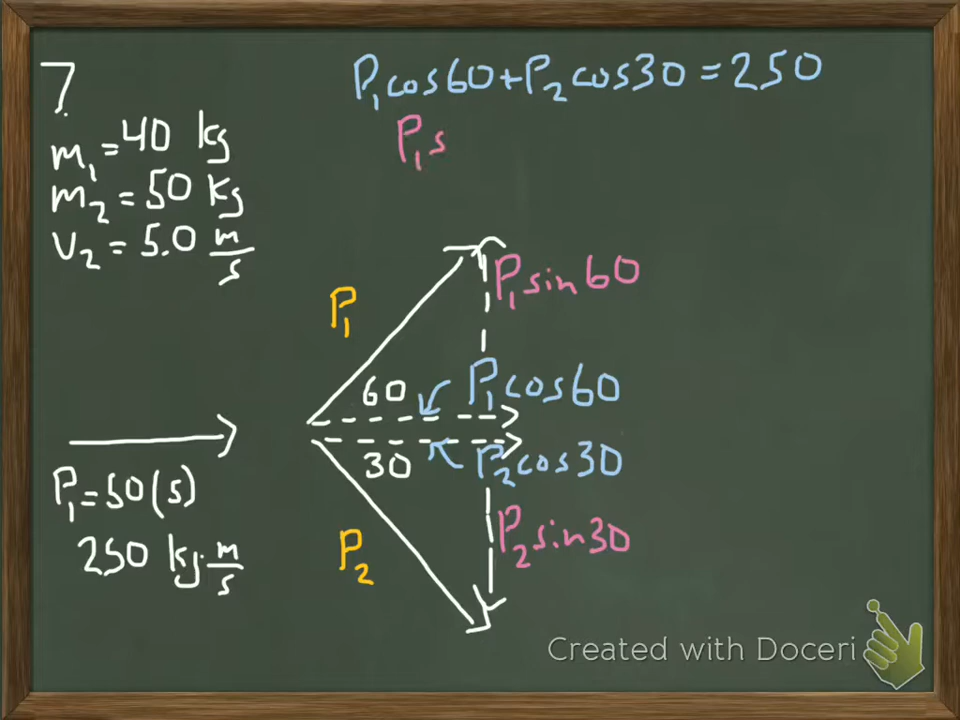 7.
P₁cos60+P₂cos30=250
P₁s
m₁=40 kg
m₂=50 kg
v₂=5.0 m/s
P₁sin60
P₁
60
P₁cos60
30
P₂cos30
P₁=50(5)
250 kg·m/s
P₂sin30
P₂
Created with Doceri